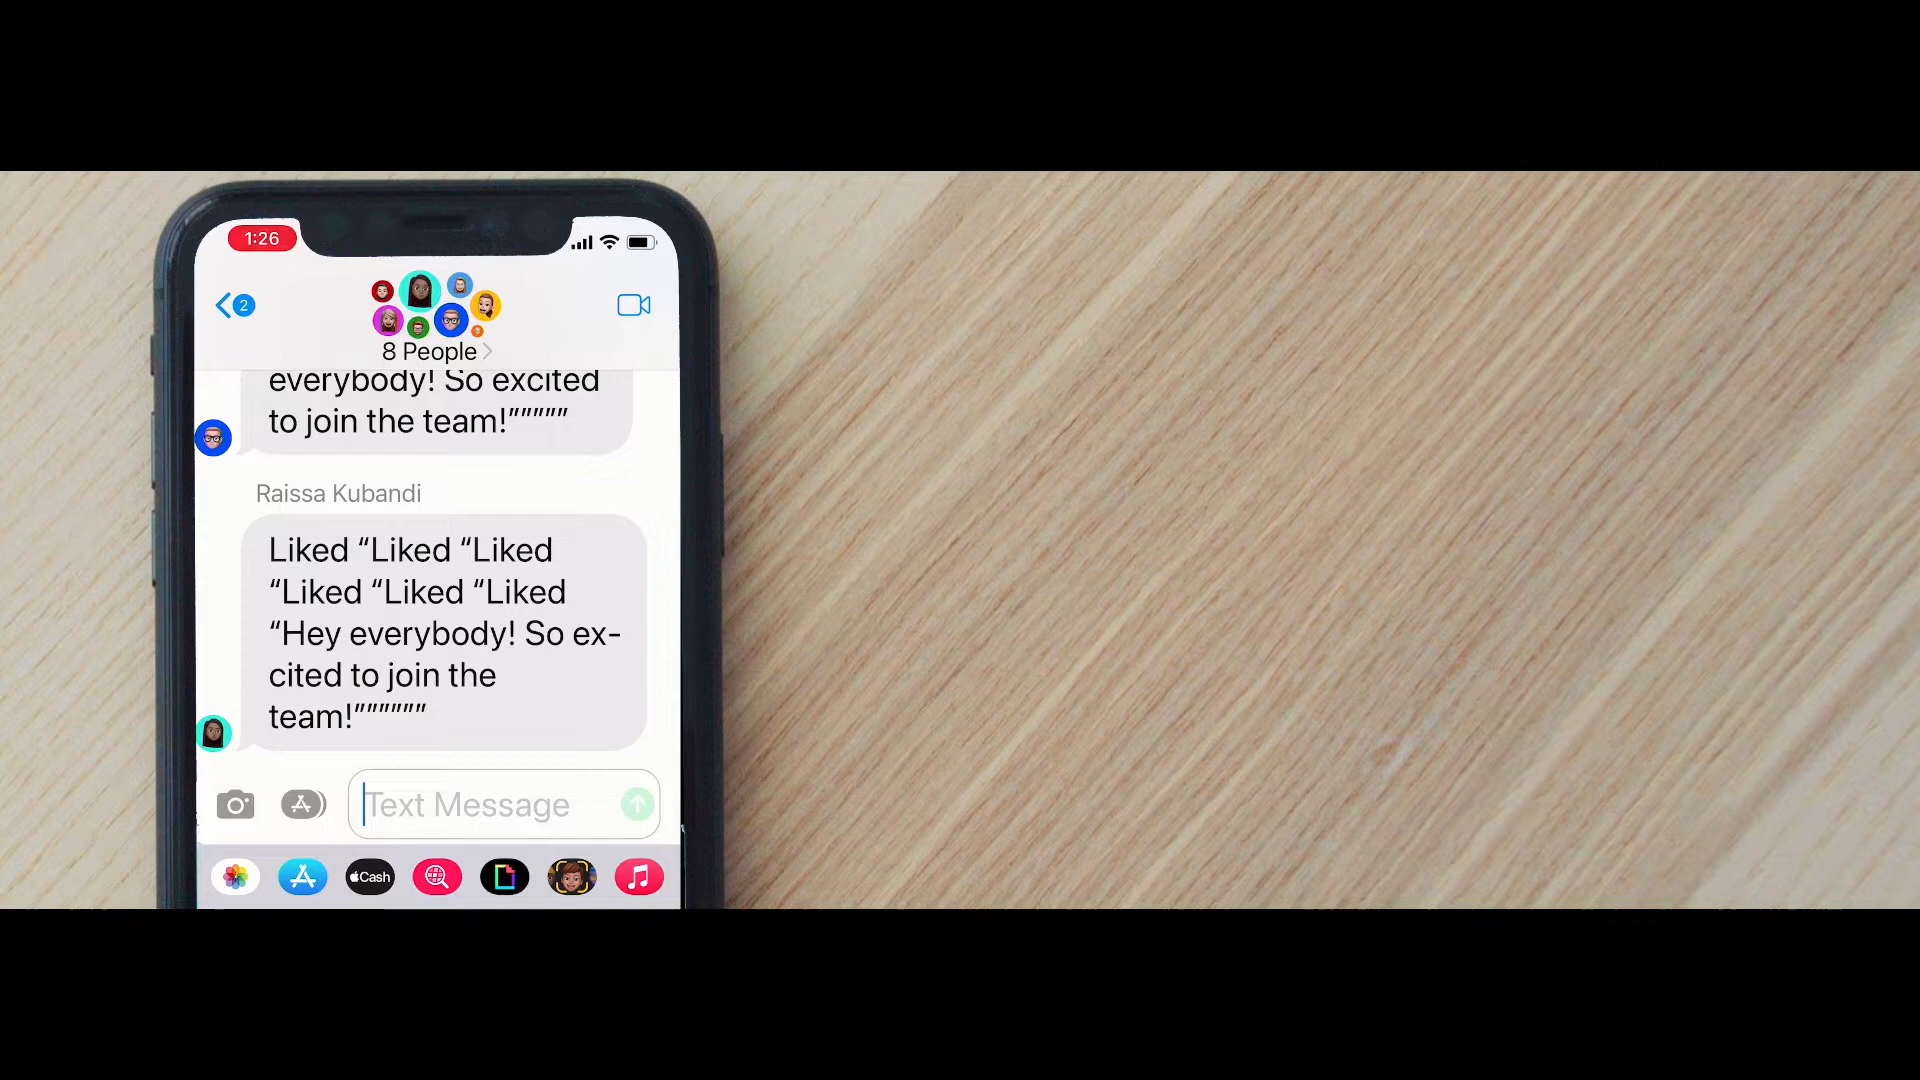 1:26
2
8 People
everybody! So excited
to join the team!”””””
Raissa Kubandi
Liked “Liked “Liked
“Liked “Liked “Liked
“Hey everybody! So ex-
cited to join the
team!””””””
Text Message
Cash